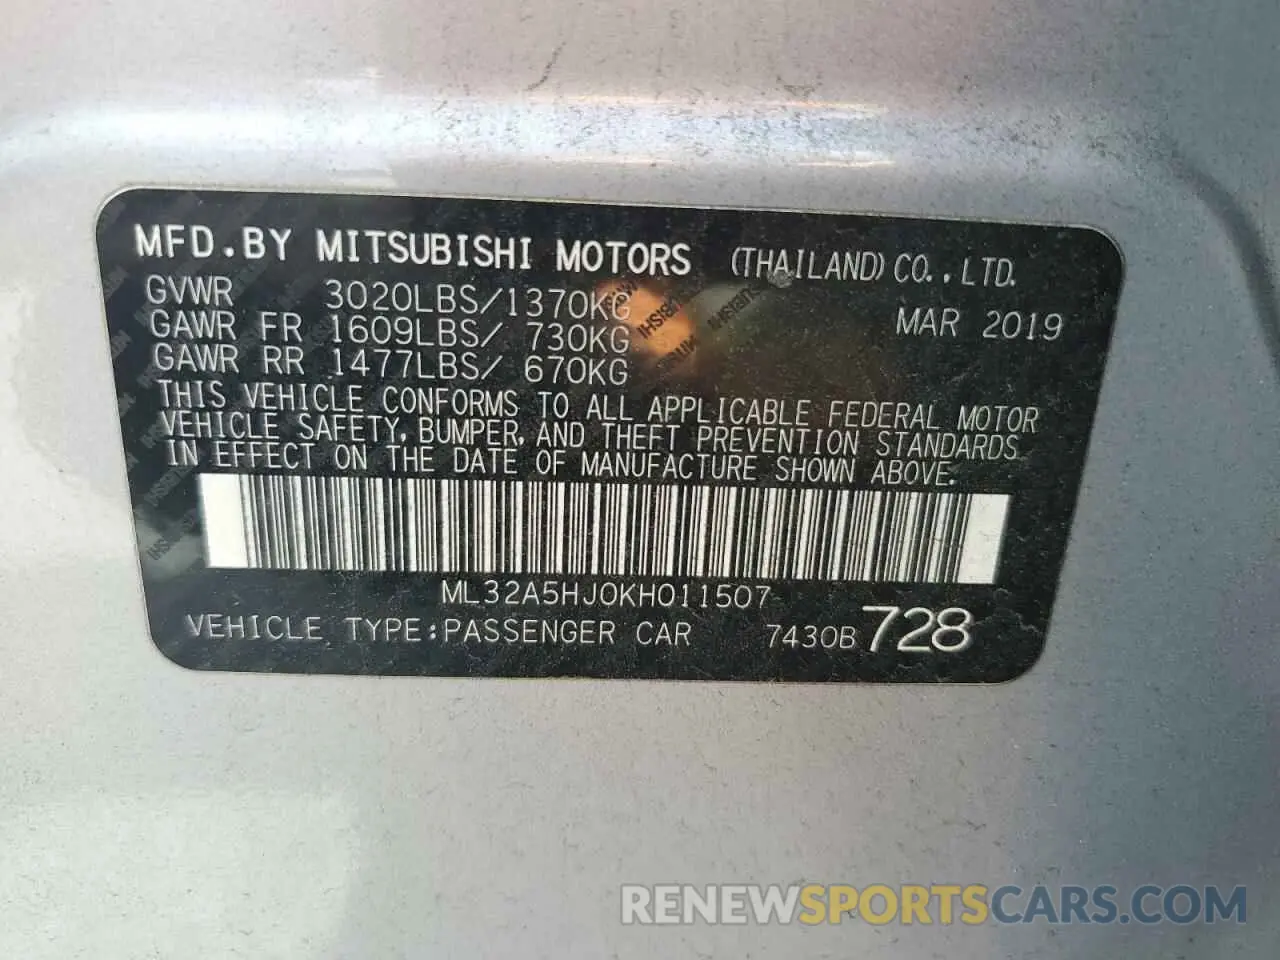 MFD.BY MITSUBISHI MOTORS (THAILAND) CO., LTD.
GVWR 3020LBS/1370KG MAR 2019
GAWR FR 1609LBS/ 730KG
GAWR RR 1477LBS/ 670KG
THIS VEHICLE CONFORMS TO ALL APPLICABLE FEDERAL MOTOR
VEHICLE SAFETY, BUMPER, AND THEFT PREVENTION STANDARDS
IN EFFECT ON THE DATE OF MANUFACTURE SHOWN ABOVE.
ML32A5HJ0KH011507
VEHICLE TYPE:PASSENGER CAR 7430B 728
RENEWSPORTSCARS.COM